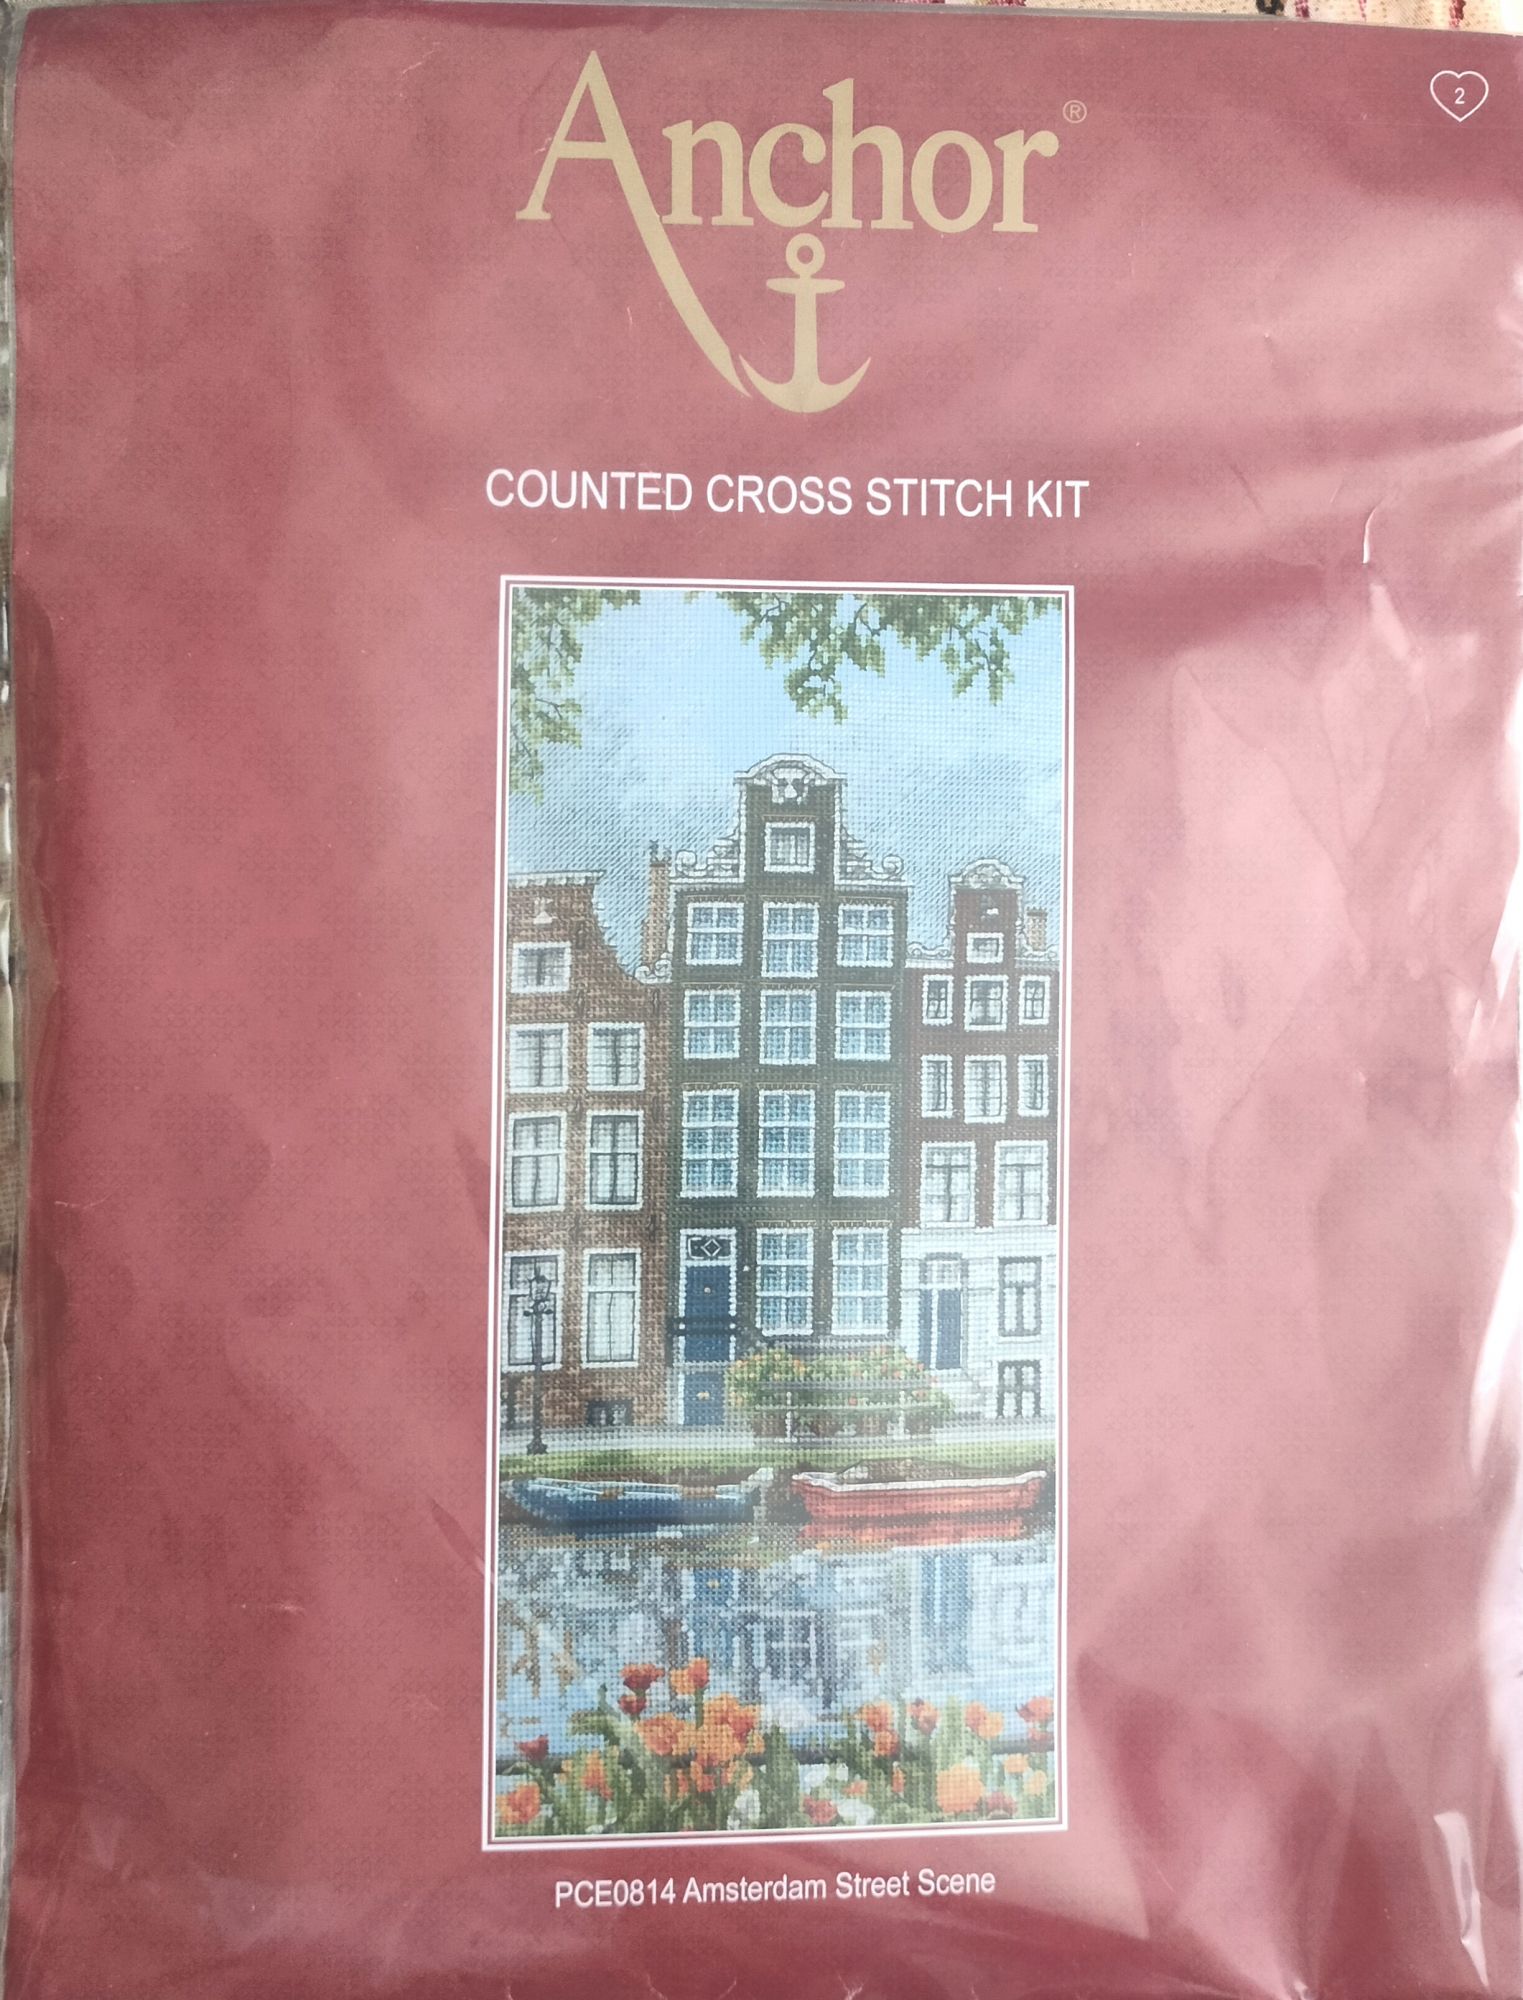 Anchor®
2
COUNTED CROSS STITCH KIT
PCE0814 Amsterdam Street Scene